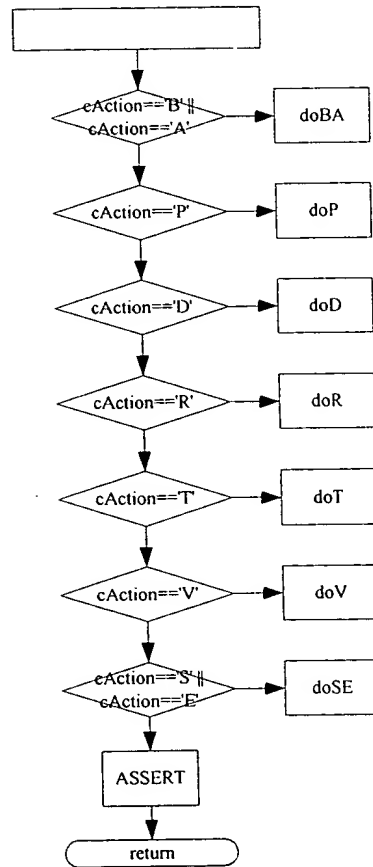 cAction=='B' ||
cAction=='A'
doBA
cAction=='P'
doP
cAction=='D'
doD
cAction=='R'
doR
cAction=='T'
doT
cAction=='V'
doV
cAction=='S' ||
cAction=='E'
doSE
ASSERT
return